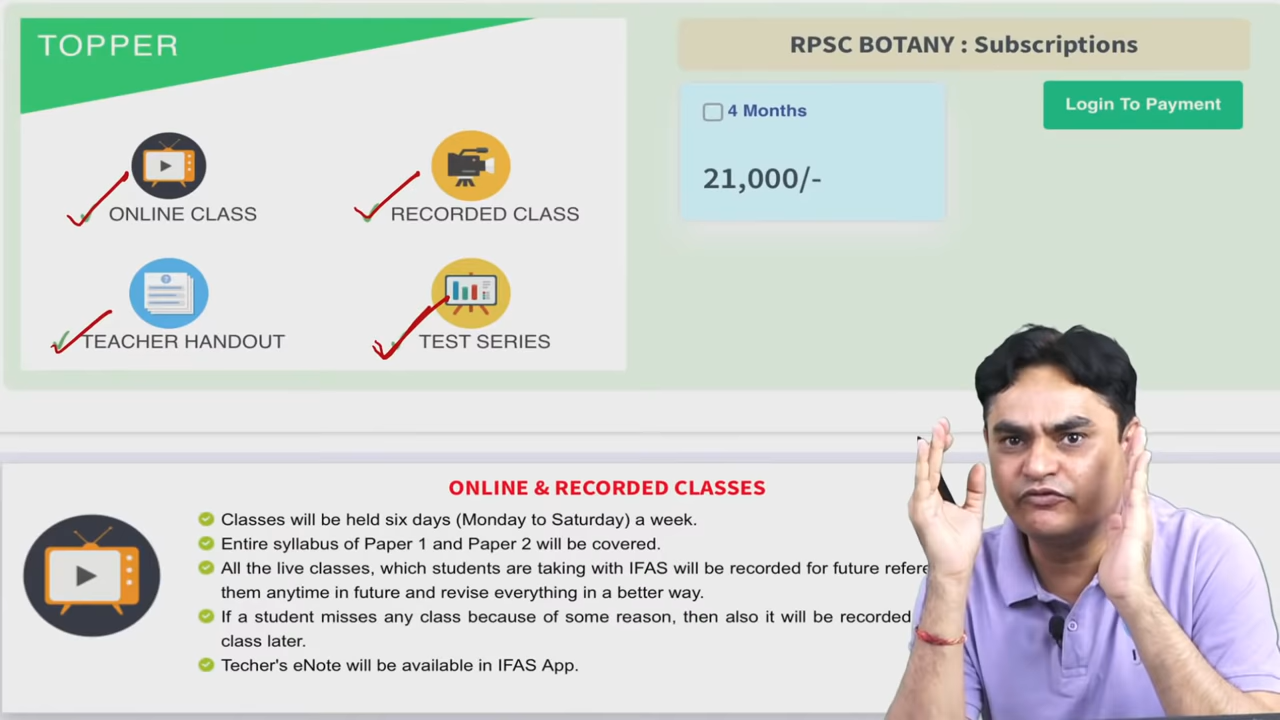 TOPPER
ONLINE CLASS
RECORDED CLASS
TEACHER HANDOUT
TEST SERIES
RPSC BOTANY : Subscriptions
4 Months
21,000/-
Login To Payment
ONLINE & RECORDED CLASSES
Classes will be held six days (Monday to Saturday) a week.
Entire syllabus of Paper 1 and Paper 2 will be covered.
All the live classes, which students are taking with IFAS will be recorded for future refere
them anytime in future and revise everything in a better way.
If a student misses any class because of some reason, then also it will be recorded
class later.
Techer's eNote will be available in IFAS App.